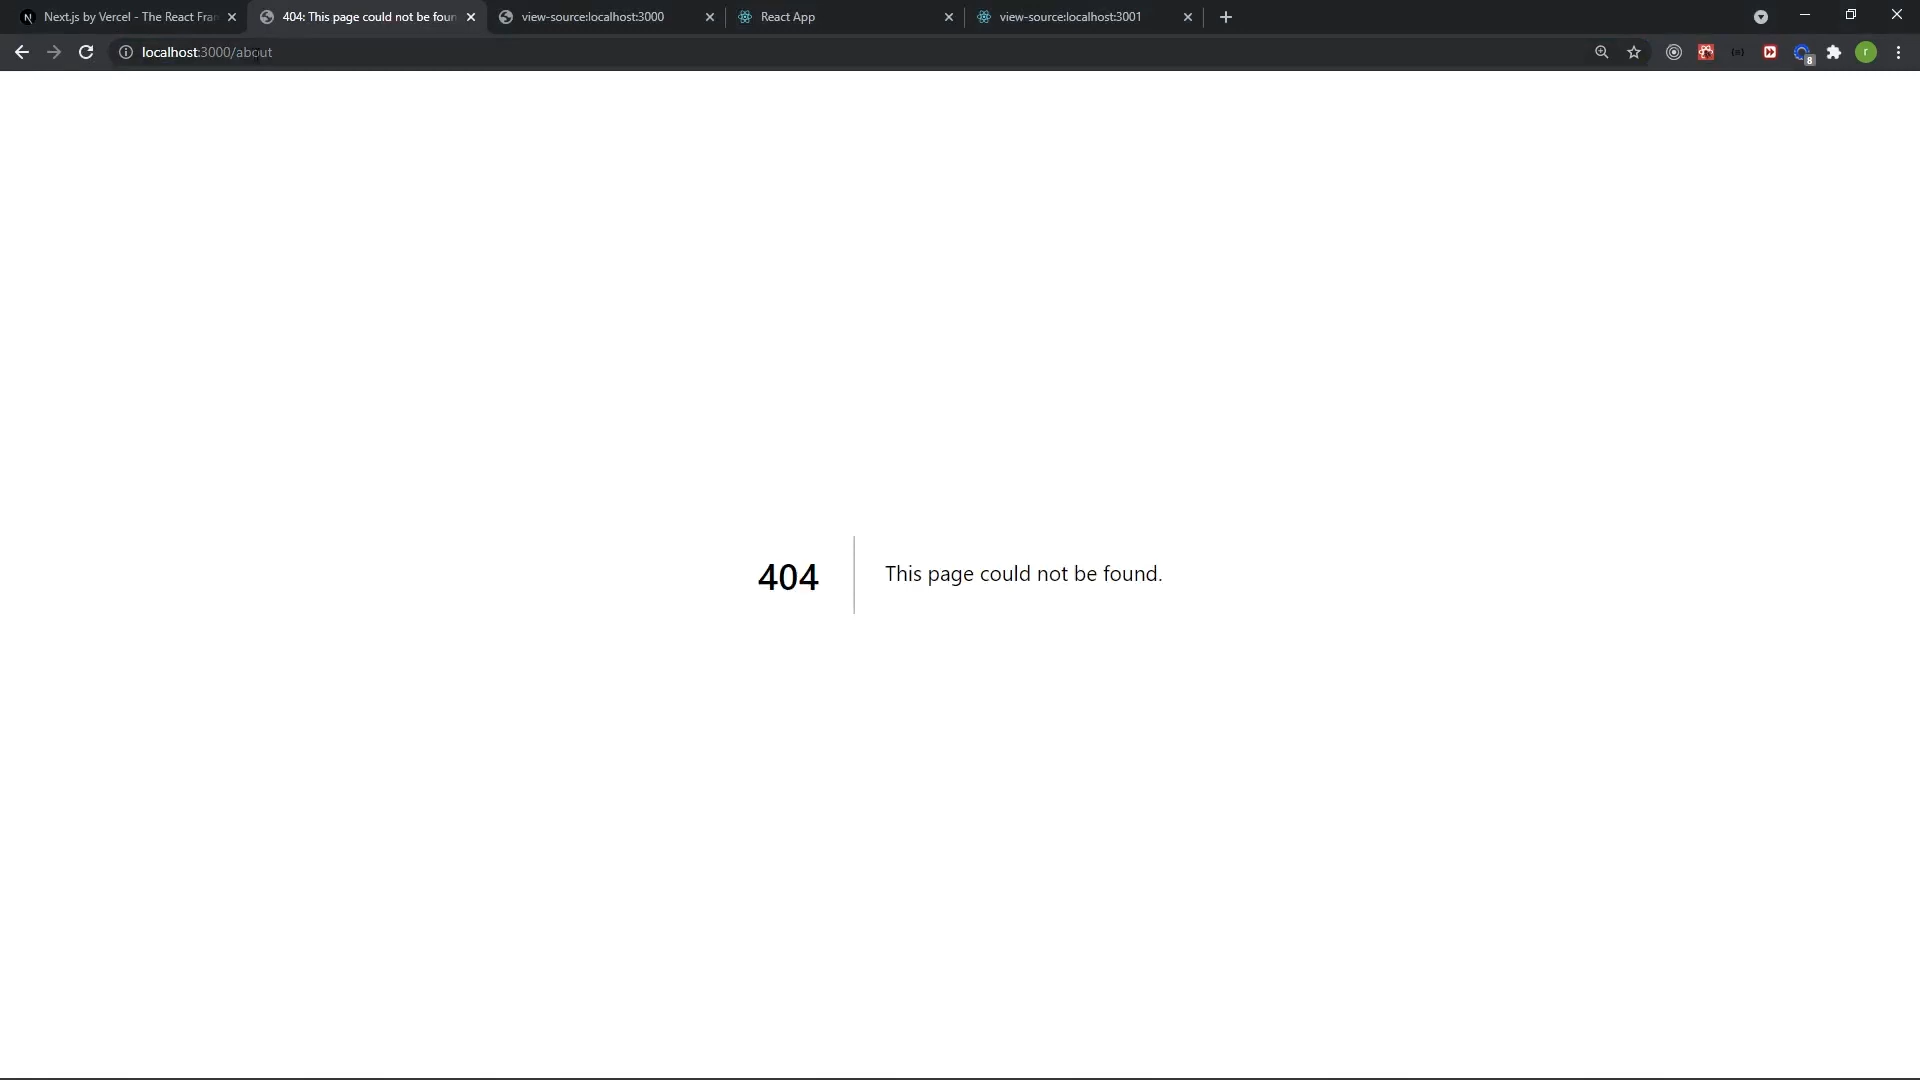 Next.js by Vercel - The React Fra
404: This page could not be foun
view-source:localhost:3000
React App
view-source:localhost:3001
localhost:3000/about
8
r
404
This page could not be found.